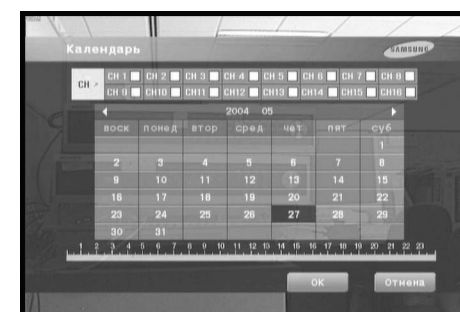 Календарь
SAMSUNG
CH
CH 1 CH 2 CH 3 CH 4 CH 5 CH 6 CH 7 CH 8
CH 9 CH10 CH11 CH12 CH13 CH14 CH15 CH16
2004 05
воск понед втор сред чет пят суб
1
2 3 4 5 6 7 8
9 10 11 12 13 14 15
16 17 18 19 20 21 22
23 24 25 26 27 28 29
30 31
1 2 3 4 5 6 7 8 9 10 11 12 13 14 15 16 17 18 19 20 21 22 23
OK Отмена